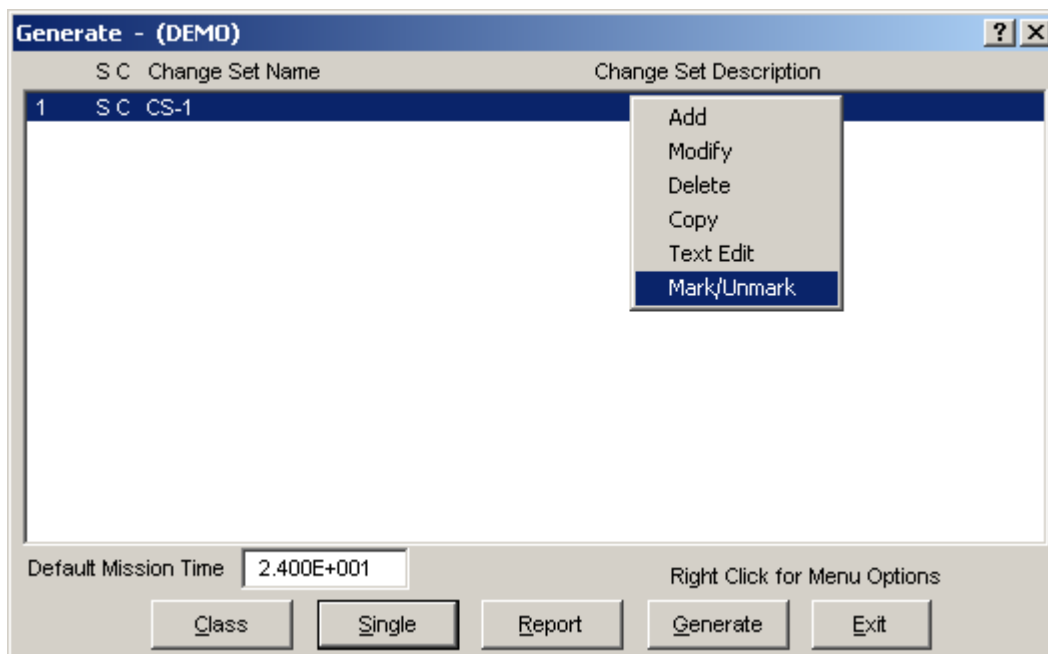 Generate - (DEMO)
S C Change Set Name Change Set Description
1 S C CS-1
Add
Modify
Delete
Copy
Text Edit
Mark/Unmark
Default Mission Time 2.400E+001 Right Click for Menu Options
Class Single Report Generate Exit